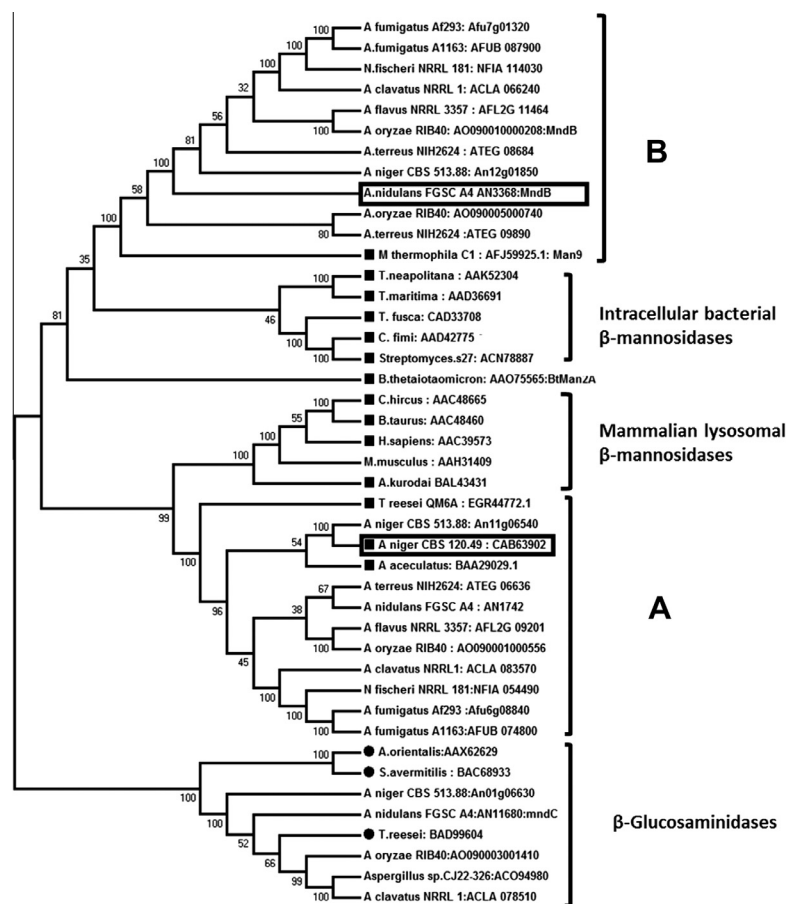 A fumigatus Af293: Afu7g01320
100
A.fumigatus A1163: AFUB 087900
100
N.fischeri NRRL 181: NFIA 114030
100
A clavatus NRRL 1: ACLA 066240
32
A flavus NRRL 3357 : AFL2G 11464
56
100
A oryzae RIB40: AO090010000208:MndB
81
A.terreus NIH2624 : ATEG 08684
100
A niger CBS 513.88: An12g01850
58
A.nidulans FGSC A4 AN3368:MndB
100
A.oryzae RIB40: AO090005000740
80
A.terreus NIH2624 :ATEG 09890
35
M thermophila C1 : AFJ59925.1: Man9
B
100
T.neapolitana : AAK52304
T.maritima : AAD36691
46
T. fusca: CAD33708
100
C. fimi: AAD42775
100
Streptomyces.s27: ACN78887
Intracellular bacterial
β-mannosidases
81
B.thetaiotaomicron: AAO75565:BtMan2A
100
C.hircus : AAC48665
55
B.taurus: AAC48460
100
H.sapiens: AAC39573
100
M.musculus : AAH31409
A.kurodai BAL43431
Mammalian lysosomal
β-mannosidases
99
T reesei QM6A : EGR44772.1
100
100
A niger CBS 513.88: An11g06540
54
A niger CBS 120.49 : CAB63902
A aceculatus: BAA29029.1
96
67
A terreus NIH2624: ATEG 06636
38
A nidulans FGSC A4 : AN1742
A flavus NRRL 3357: AFL2G 09201
100
A oryzae RIB40 : AO090001000556
45
A clavatus NRRL1: ACLA 083570
100
N fischeri NRRL 181:NFIA 054490
100
A fumigatus Af293 :Afu6g08840
100
A fumigatus A1163:AFUB 074800
A
100
A.orientalis:AAX62629
S.avermitilis : BAC68933
100
A niger CBS 513.88:An01g06630
100
A nidulans FGSC A4:AN11680:mndC
52
T.reesei: BAD99604
66
A oryzae RIB40:AO090003001410
99
Aspergillus sp.CJ22-326:ACO94980
100
A clavatus NRRL 1:ACLA 078510
β-Glucosaminidases